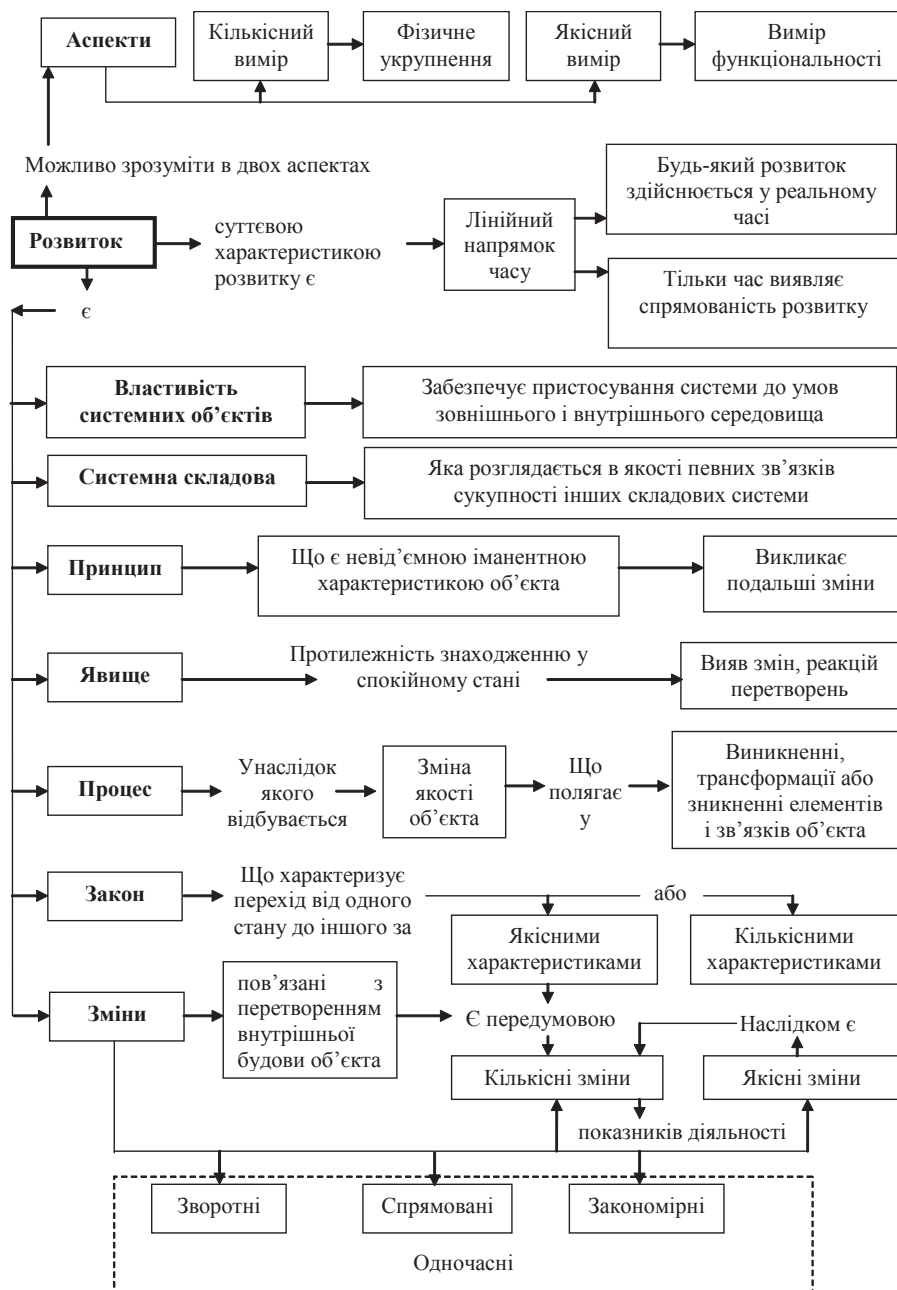 Аспекти
Кількісний
вимір
Фізичне
укрупнення
Якісний
вимір
Вимір
функціональності
Можливо зрозуміти в двох аспектах
Розвиток
суттєвою
характеристикою
розвитку є
Лінійний
напрямок
часу
Будь-який розвиток
здійснюється у реальному
часі
Тільки час виявляє
спрямованість розвитку
є
Властивість
системних об’єктів
Забезпечує пристосування системи до умов
зовнішнього і внутрішнього середовища
Системна складова
Яка розглядається в якості певних зв’язків
сукупності інших складових системи
Принцип
Що є невід’ємною іманентною
характеристикою об’єкта
Викликає
подальші зміни
Явище
Протилежність знаходженню у
спокійному стані
Вияв змін, реакцій
перетворень
Процес
Унаслідок
якого
відбувається
Зміна
якості
об’єкта
Що
полягає
у
Виникненні,
трансформації або
зникненні елементів
і зв’язків об’єкта
Закон
Що характеризує
перехід від одного
стану до іншого за
або
Якісними
характеристиками
Кількісними
характеристиками
Зміни
пов’язані з
перетворенням
внутрішньої
будови об’єкта
Є передумовою
Наслідком є
Кількісні зміни
Якісні зміни
показників діяльності
Зворотні
Спрямовані
Закономірні
Одночасні